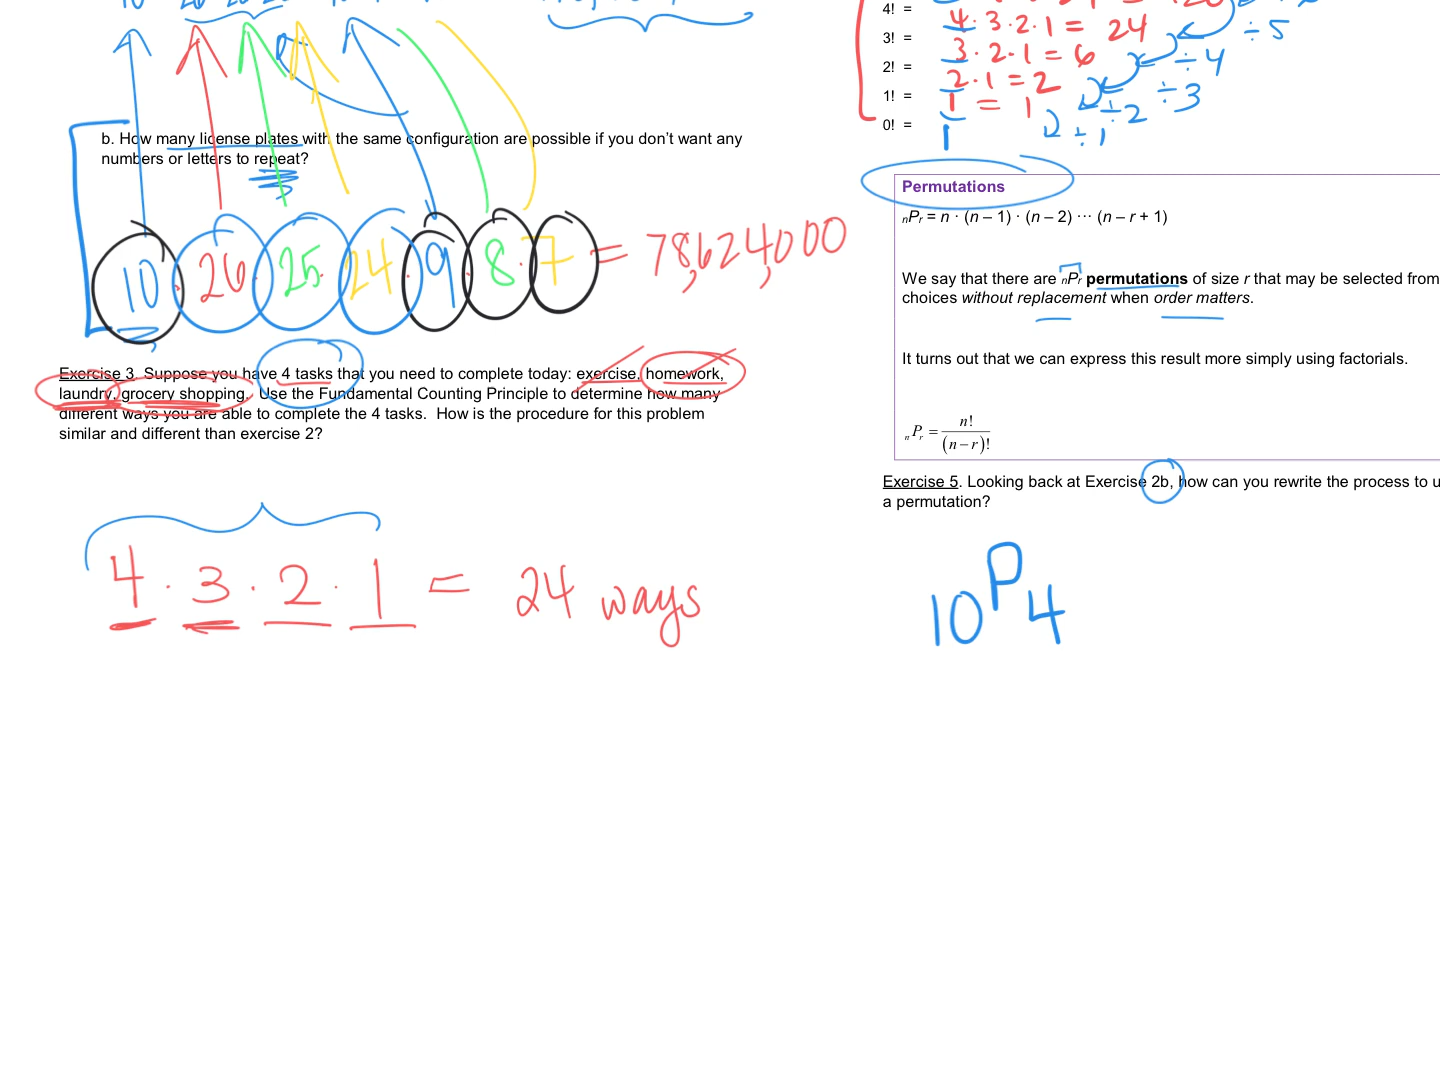 b. How many license plates with the same configuration are possible if you don't want any
numbers or letters to repeat?
10 · 26 · 25 · 24 · 9 · 8 · 7 = 78,624,000
Exercise 3. Suppose you have 4 tasks that you need to complete today: exercise, homework,
laundry, grocery shopping. Use the Fundamental Counting Principle to determine how many
different ways you are able to complete the 4 tasks. How is the procedure for this problem
similar and different than exercise 2?
4 · 3 · 2 · 1 = 24 ways
4! = 4·3·2·1 = 24 ÷5
3! = 3·2·1 = 6 ÷4
2! = 2·1 = 2 ÷3
1! = 1 = 1 ÷2
0! = 1 ÷1
Permutations
nPr = n · (n – 1) · (n – 2) ··· (n – r + 1)
We say that there are nPr permutations of size r that may be selected from
choices without replacement when order matters.
It turns out that we can express this result more simply using factorials.
nPr = n! / (n – r)!
Exercise 5. Looking back at Exercise 2b, how can you rewrite the process to u
a permutation?
10P4